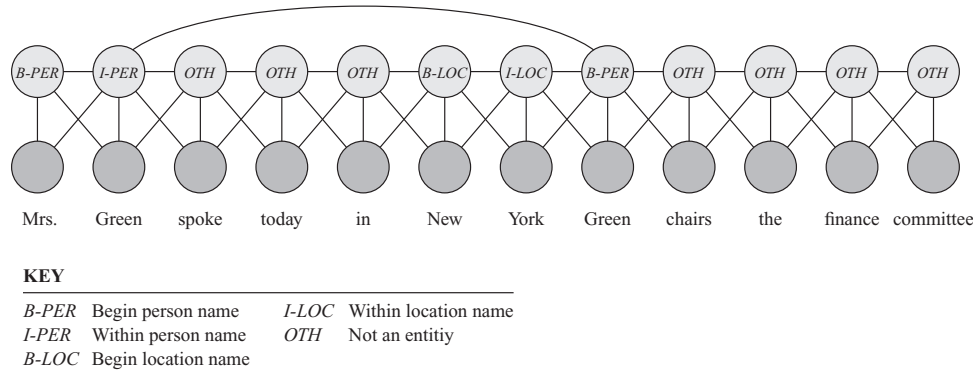 B-PER I-PER OTH OTH OTH B-LOC I-LOC B-PER OTH OTH OTH OTH
Mrs. Green spoke today in New York Green chairs the finance committee
KEY
B-PER Begin person name I-LOC Within location name
I-PER Within person name OTH Not an entitiy
B-LOC Begin location name